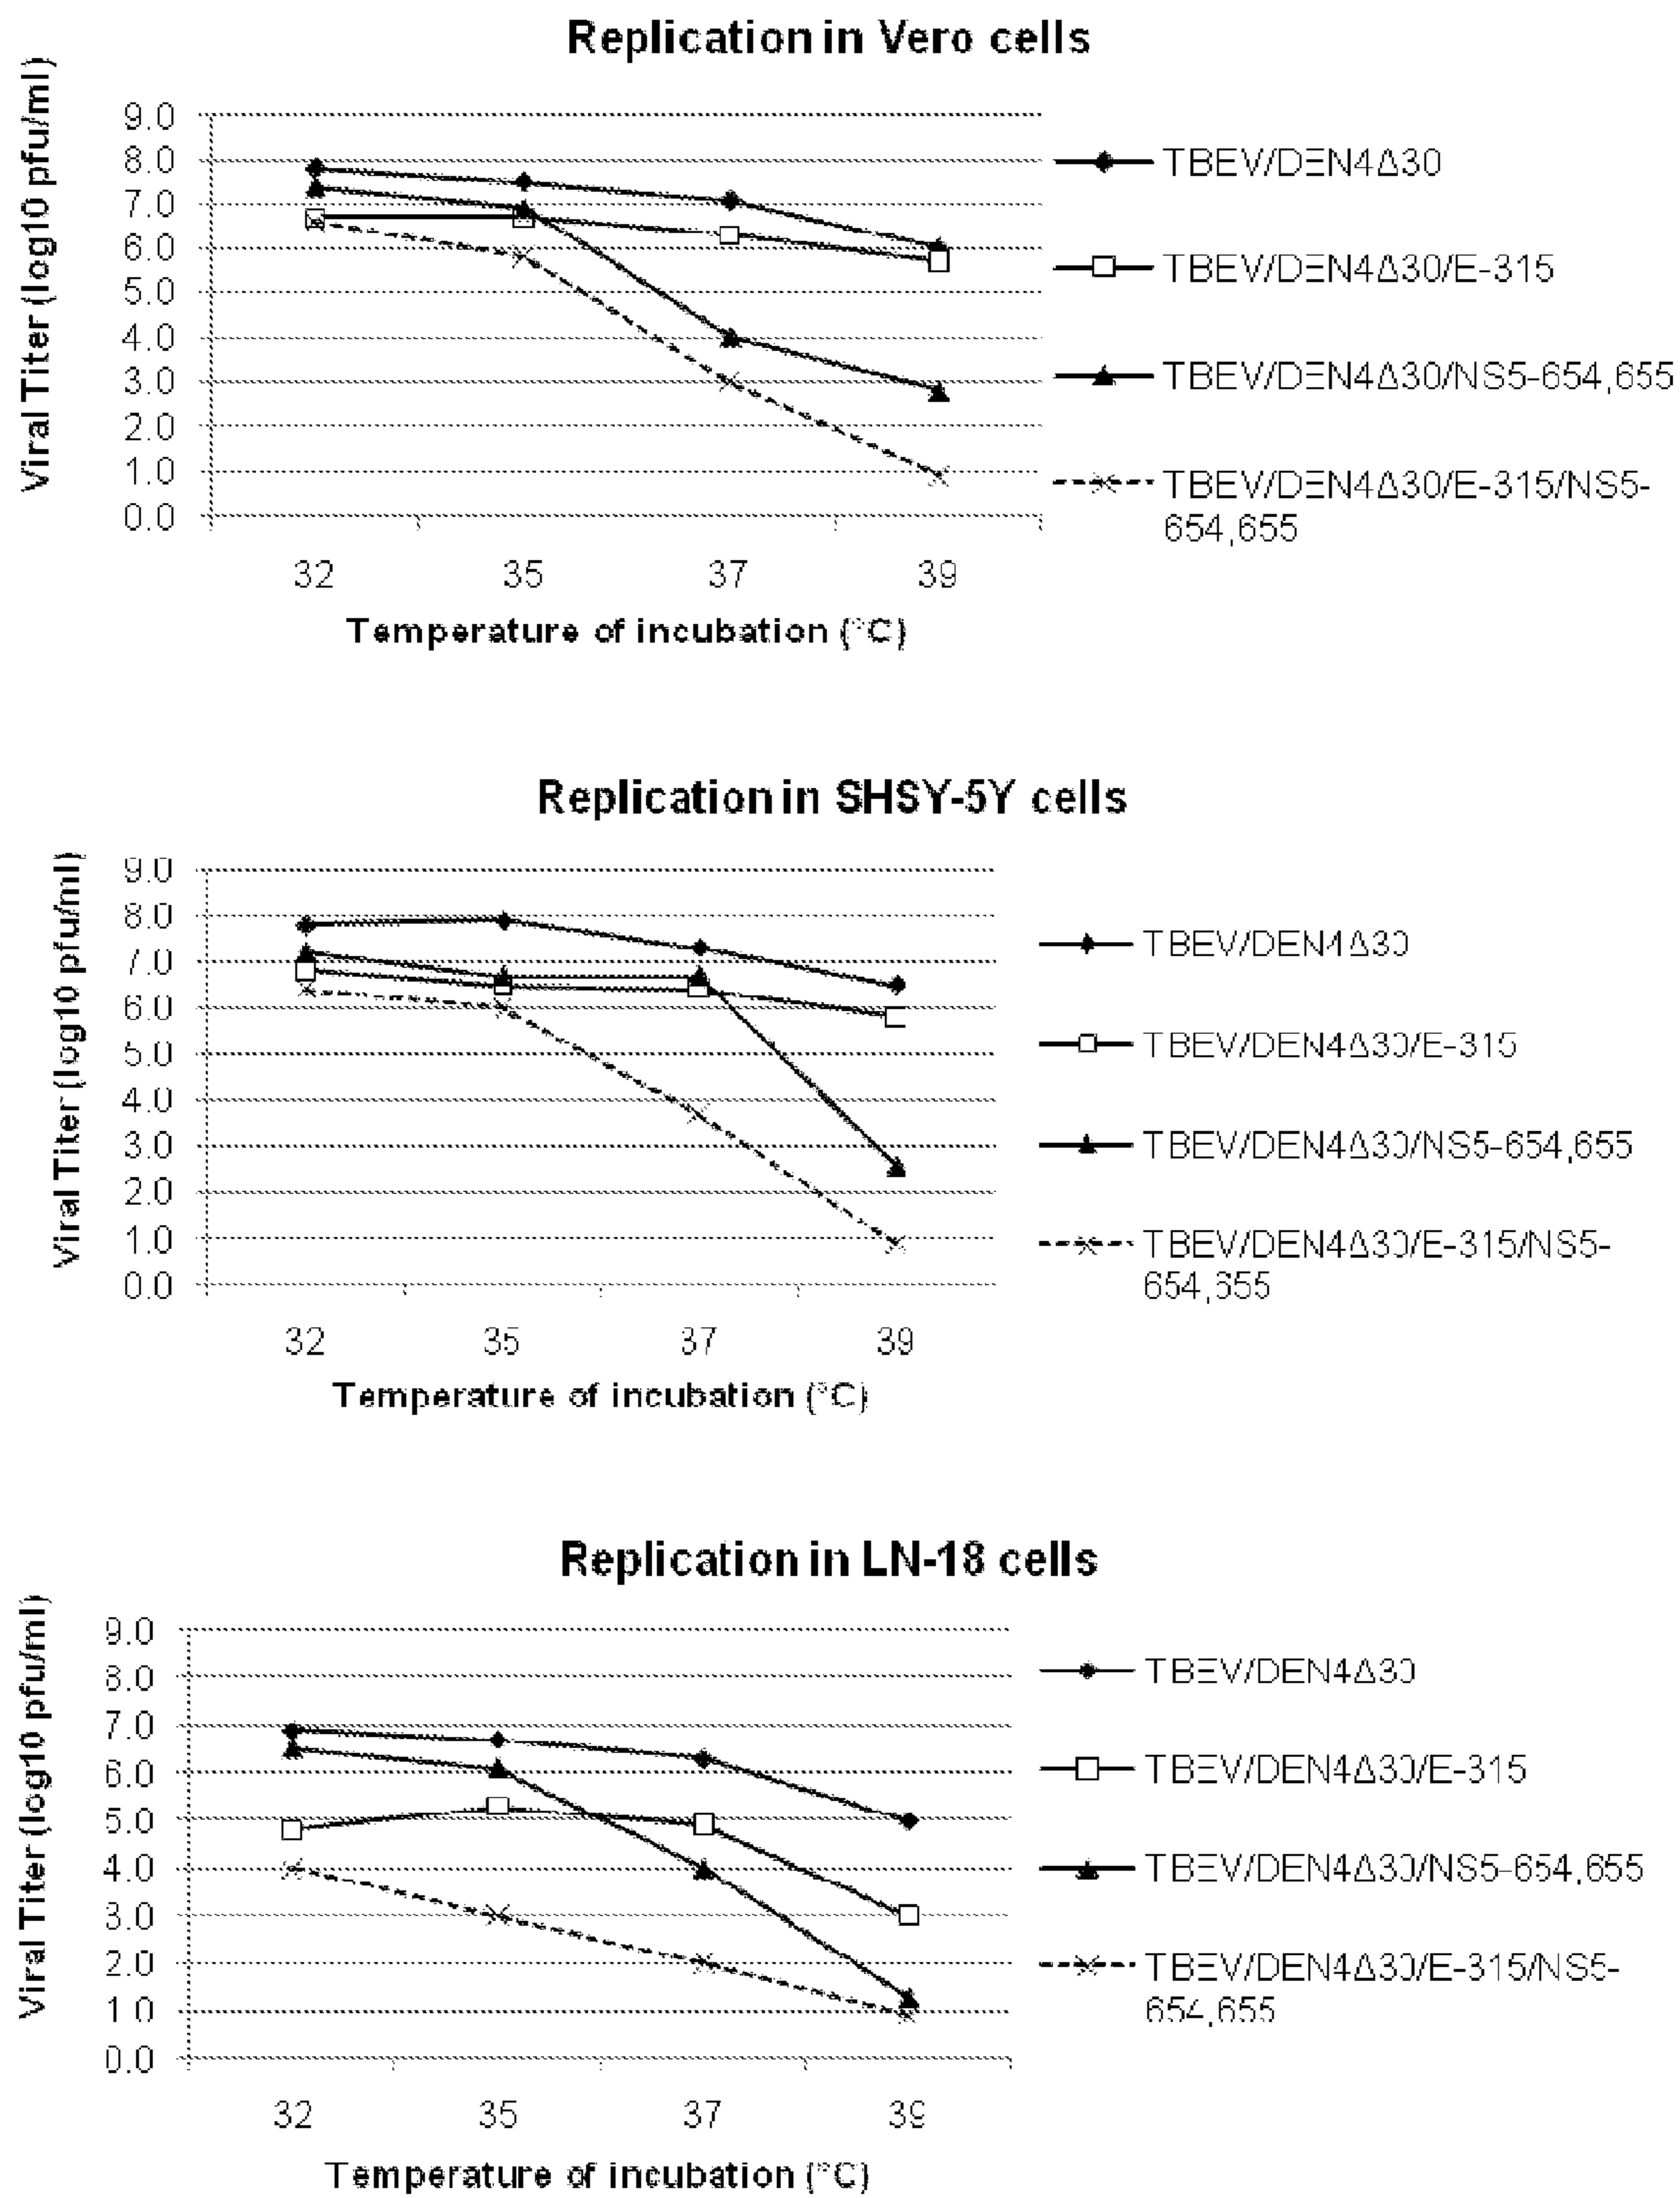 Replication in Vero cells
Viral Titer (log10 pfu/ml)
9.0
8.0
7.0
6.0
5.0
4.0
3.0
2.0
1.0
0.0
32 35 37 39
Temperature of incubation (°C)
TBEV/DEN4Δ30
TBEV/DEN4Δ30/E-315
TBEV/DEN4Δ30/NS5-654,655
TBEV/DEN4Δ30/E-315/NS5-
654,655
Replication in SHSY-5Y cells
Viral Titer (log10 pfu/ml)
9.0
8.0
7.0
6.0
5.0
4.0
3.0
2.0
1.0
0.0
32 35 37 39
Temperature of incubation (°C)
TBEV/DEN4Δ30
TBEV/DEN4Δ30/E-315
TBEV/DEN4Δ30/NS5-654,655
TBEV/DEN4Δ30/E-315/NS5-
654,655
Replication in LN-18 cells
Viral Titer (log10 pfu/ml)
9.0
8.0
7.0
6.0
5.0
4.0
3.0
2.0
1.0
0.0
32 35 37 39
Temperature of incubation (°C)
TBEV/DEN4Δ30
TBEV/DEN4Δ30/E-315
TBEV/DEN4Δ30/NS5-654,655
TBEV/DEN4Δ30/E-315/NS5-
654,655